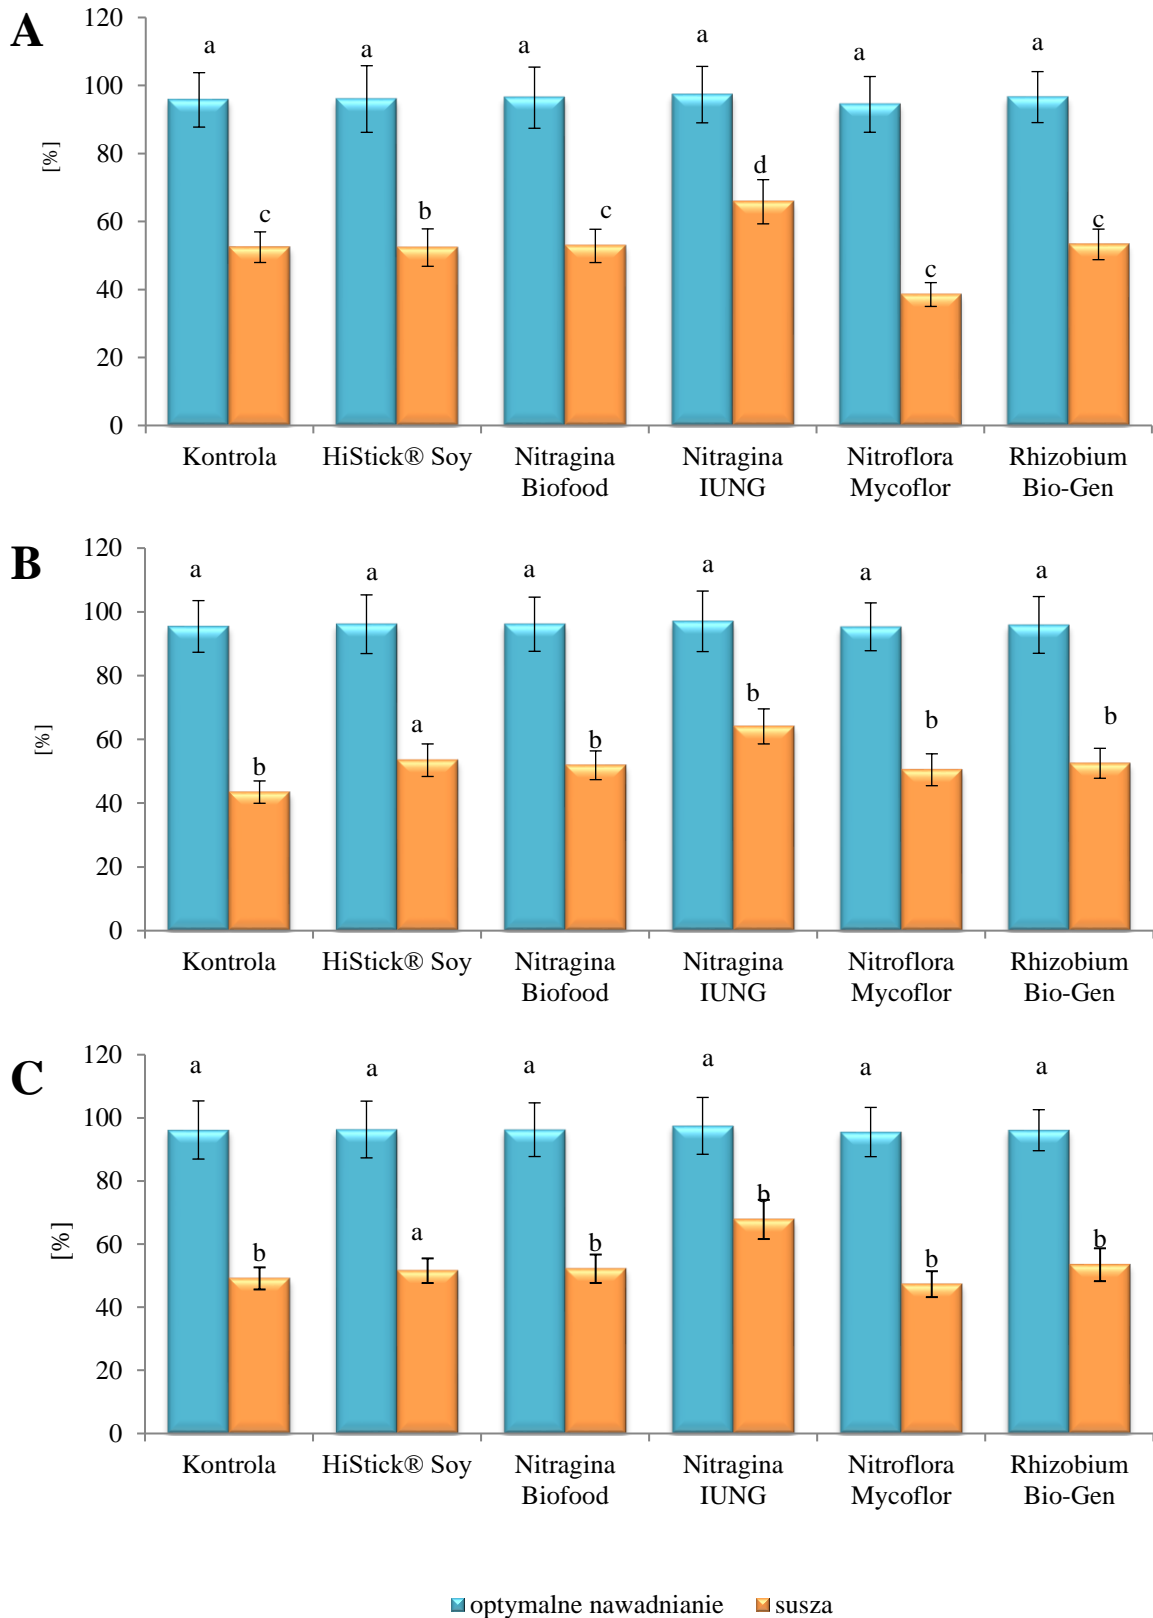 A
120
100
80
60
40
20
0
[%]
a a a a a a
c b c d c c
Kontrola HiStick® Soy Nitragina Biofood Nitragina IUNG Nitroflora Mycoflor Rhizobium Bio-Gen
B
120
100
80
60
40
20
0
[%]
a a a a a a
b a b b b b
Kontrola HiStick® Soy Nitragina Biofood Nitragina IUNG Nitroflora Mycoflor Rhizobium Bio-Gen
C
120
100
80
60
40
20
0
[%]
a a a a a a
b a b b b b
Kontrola HiStick® Soy Nitragina Biofood Nitragina IUNG Nitroflora Mycoflor Rhizobium Bio-Gen
optymalne nawadnianie susza